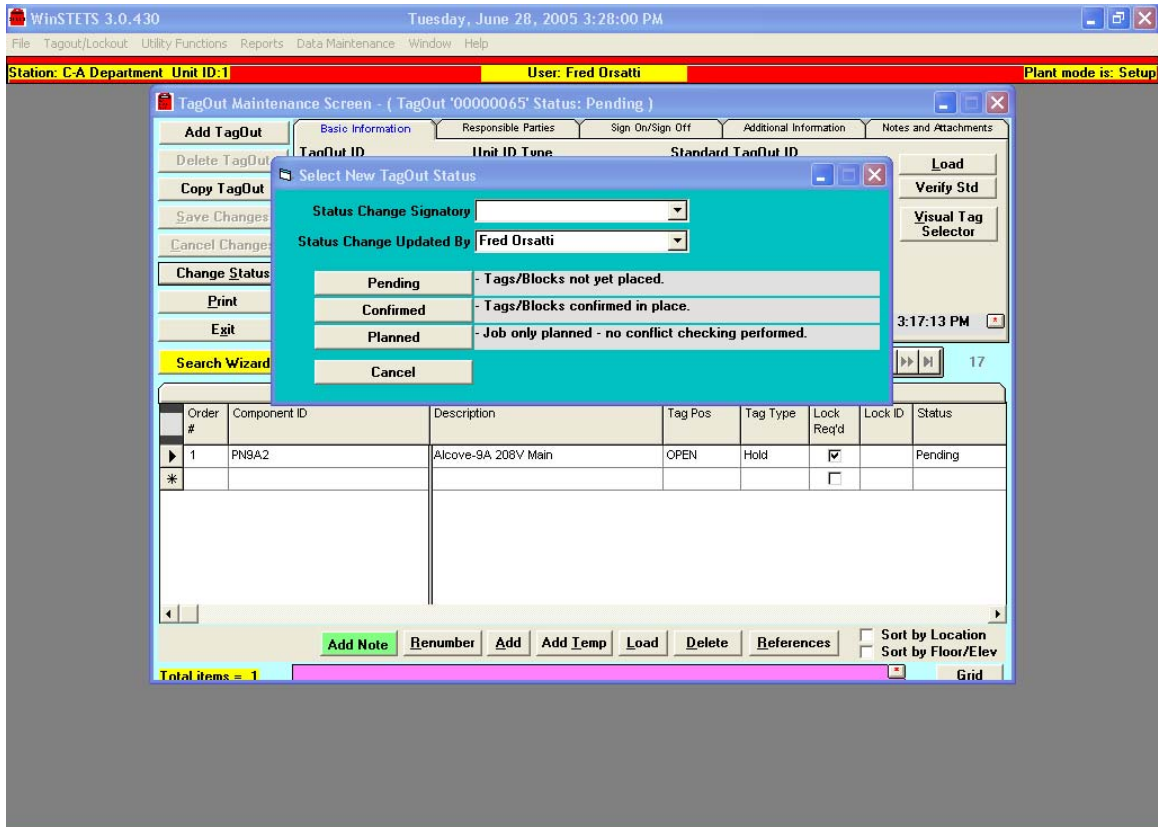 WinSTETS 3.0.430 Tuesday, June 28, 2005 3:28:00 PM
File Tagout/Lockout Utility Functions Reports Data Maintenance Window Help
Station: C-A Department Unit ID:1 User: Fred Orsatti Plant mode is: Setup
TagOut Maintenance Screen - ( TagOut '00000065' Status: Pending )
Add TagOut Basic Information Responsible Parties Sign On/Sign Off Additional Information Notes and Attachments
Delete TagOut TagOut ID Unit ID Type Standard TagOut ID Load
Select New TagOut Status
Copy TagOut Verify Std
Status Change Signatory
Save Changes Visual Tag Selector
Status Change Updated By Fred Orsatti
Cancel Changes
Change Status
Pending - Tags/Blocks not yet placed.
Print
Confirmed - Tags/Blocks confirmed in place.
3:17:13 PM *
Exit
Planned - Job only planned - no conflict checking performed.
Search Wizard 17
Cancel
Order # Component ID Description Tag Pos Tag Type Lock Req'd Lock ID Status
1 PN9A2 Alcove-9A 208V Main OPEN Hold Pending
*
Add Note Renumber Add Add Temp Load Delete References Sort by Location
Sort by Floor/Elev
Total items = 1 * Grid